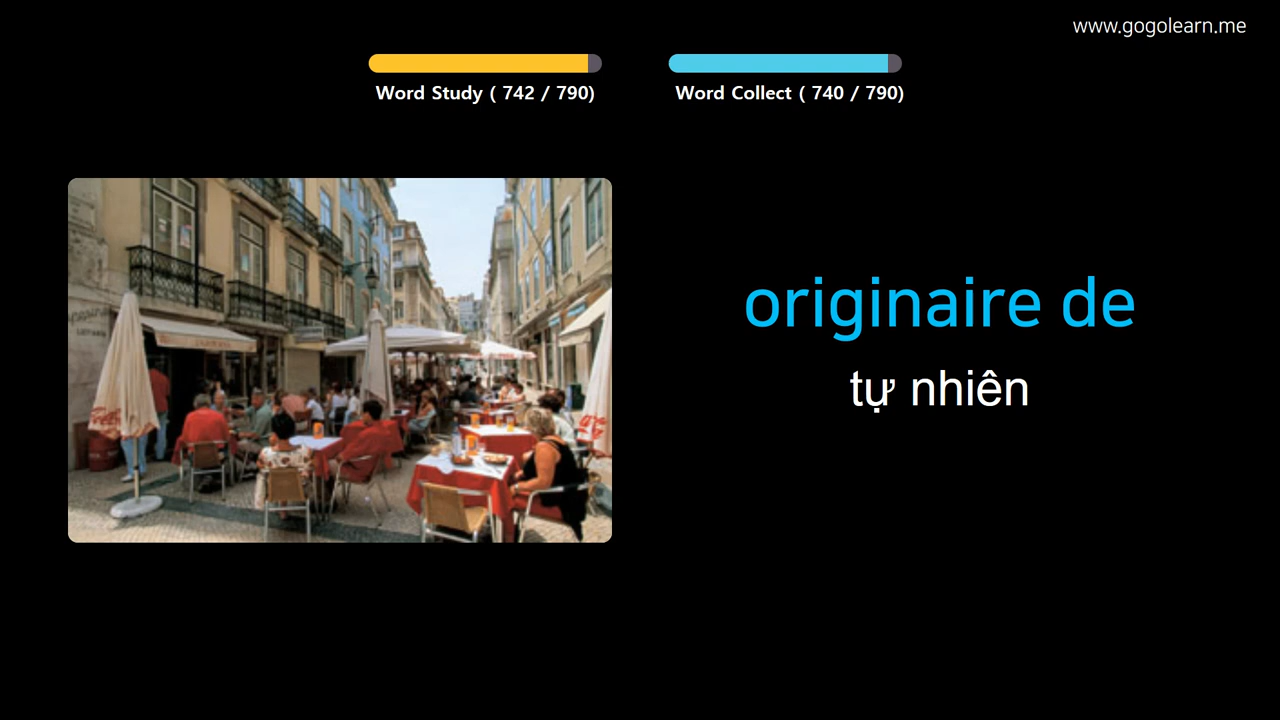 www.gogolearn.me
Word Study ( 742 / 790)
Word Collect ( 740 / 790)
originaire de
tự nhiên